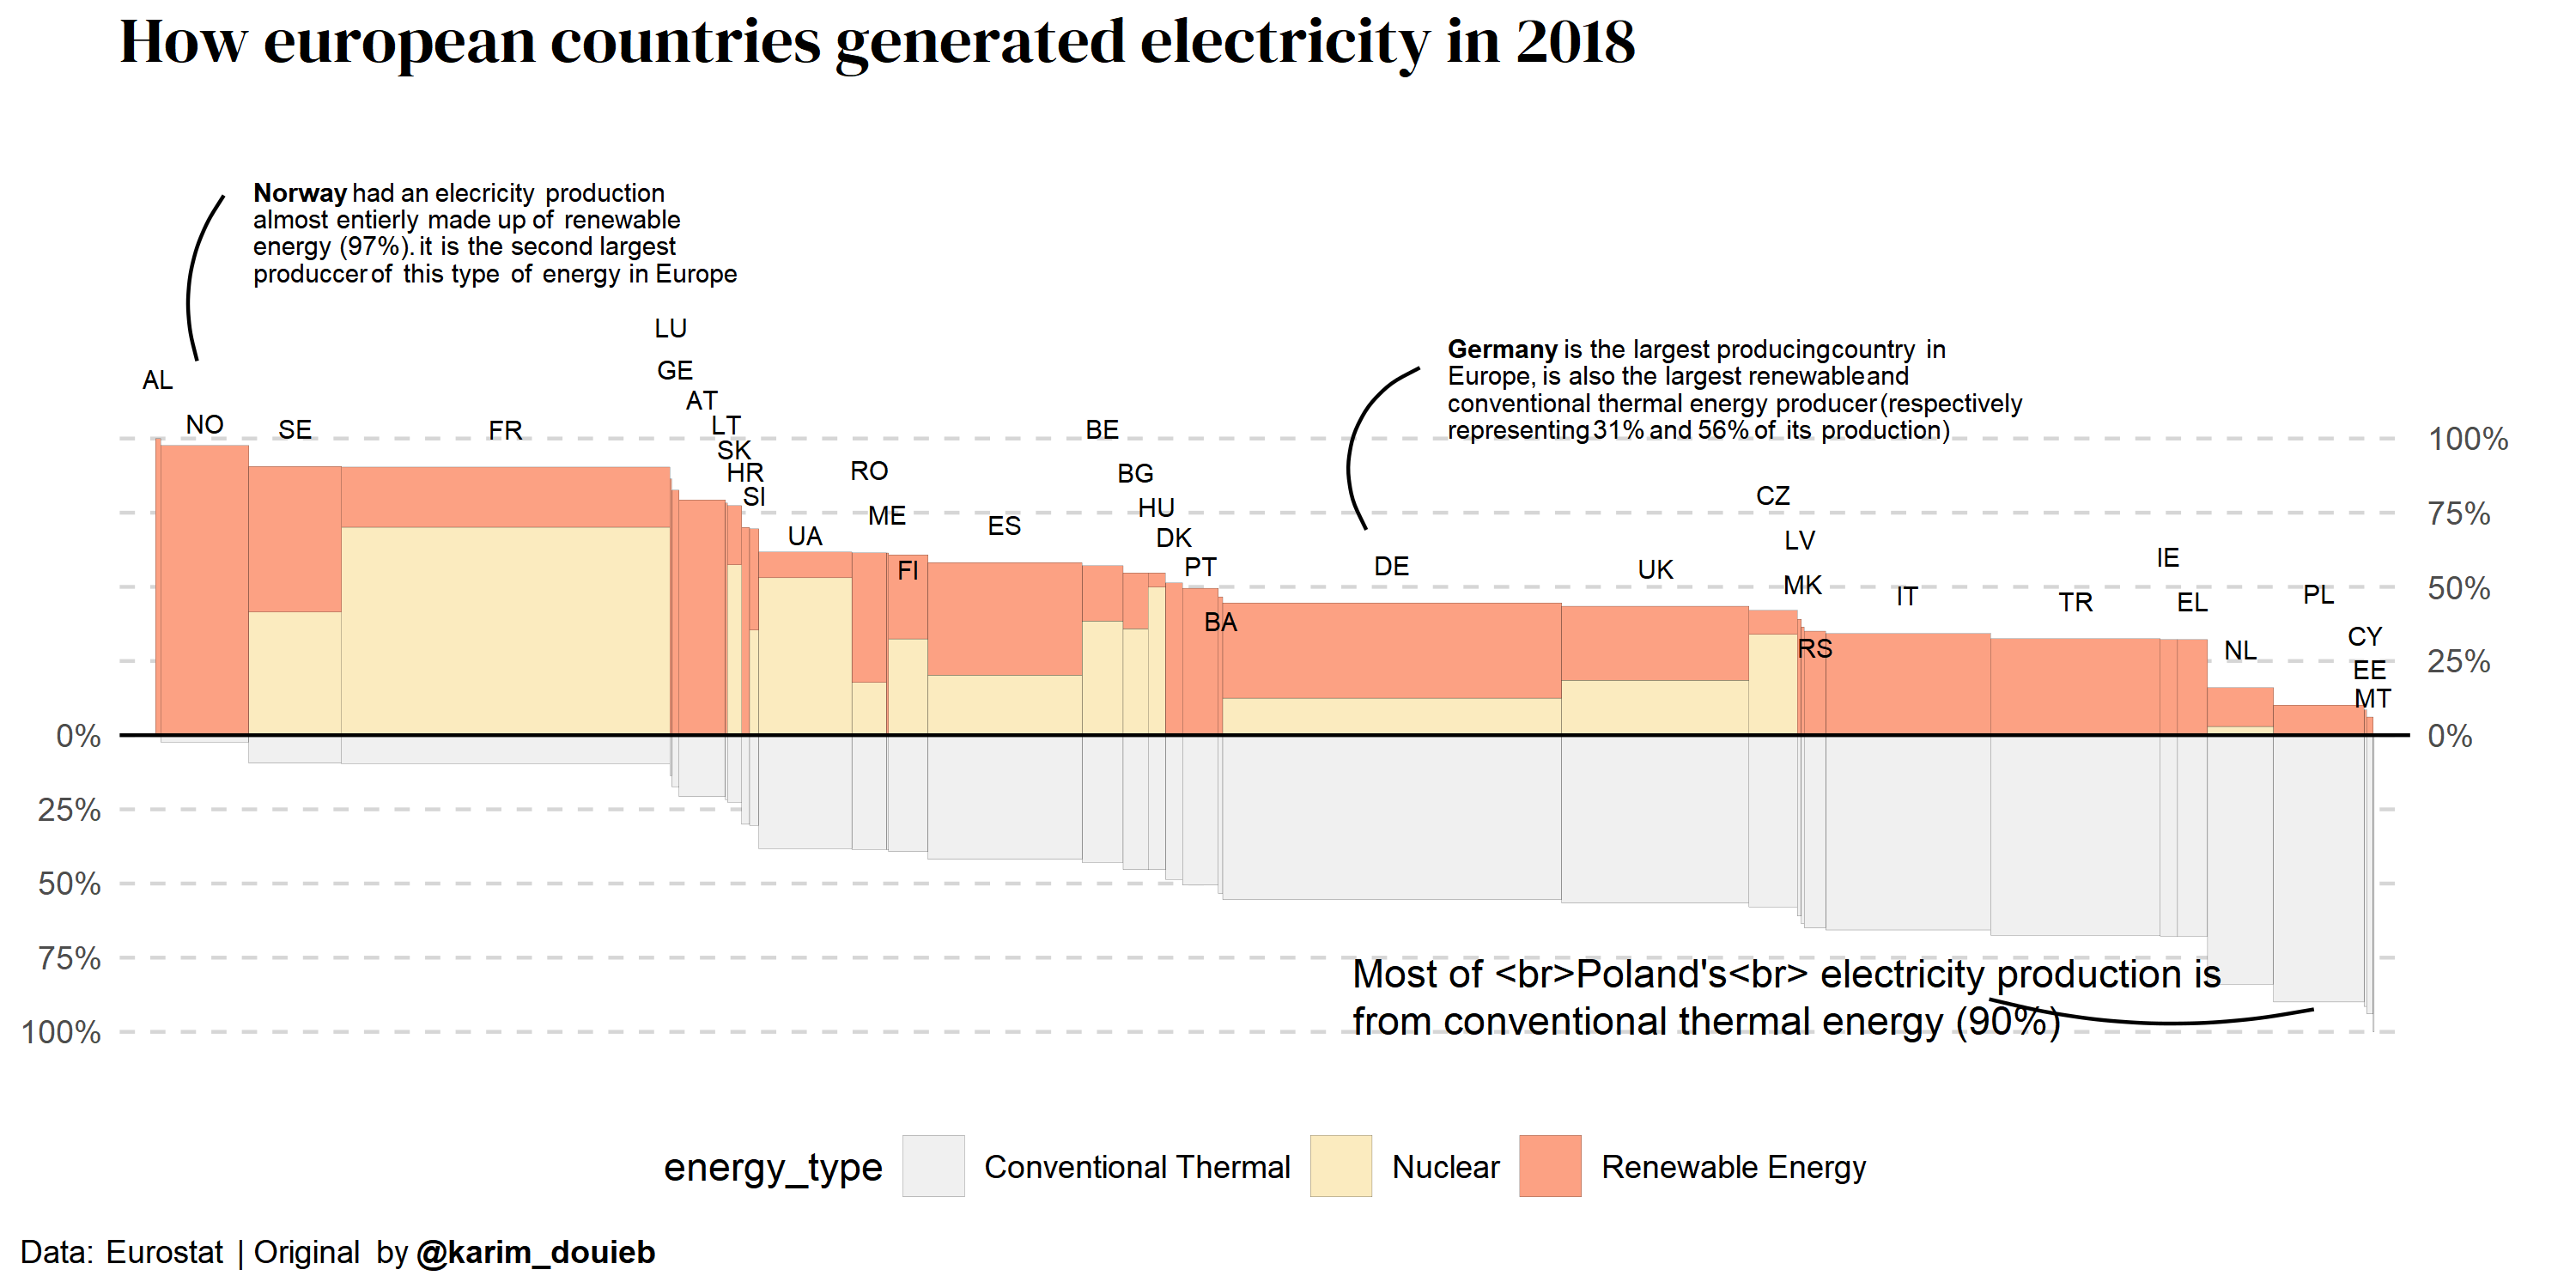 How european countries generated electricity in 2018
Norway had an elecricity production
almost entierly made up of renewable
energy (97%). it is the second largest
produccer of this type of energy in Europe
LU
Germany is the largest producingcountry in
GE
Europe, is also the largest renewableand
AL
AT
conventional thermal energy producer (respectively
NO
SE
FR
LT
BE
representing 31% and 56% of its production)
100%
SK
HR
RO
BG
SI
CZ
ME
HU
75%
ES
UA
DK
LV
IE
FI
PT
DE
UK
MK
50%
IT
TR
EL
PL
BA
RS
NL
CY
25%
EE
MT
0%
0%
25%
50%
75%
Most of <br>Poland's<br> electricity production is
from conventional thermal energy (90%)
100%
energy_type
Conventional Thermal
Nuclear
Renewable Energy
Data: Eurostat | Original by @karim_douieb